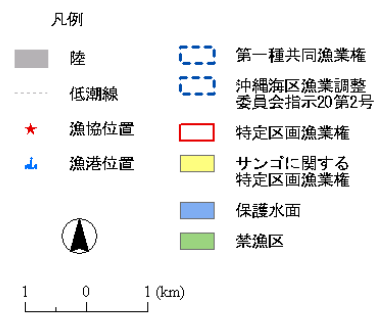 凡例
陸
低潮線
漁協位置
漁港位置
第一種共同漁業権
沖縄海区漁業調整
委員会指示20第2号
特定区画漁業権
サンゴに関する
特定区画漁業権
保護水面
禁漁区
1 0 1 (km)